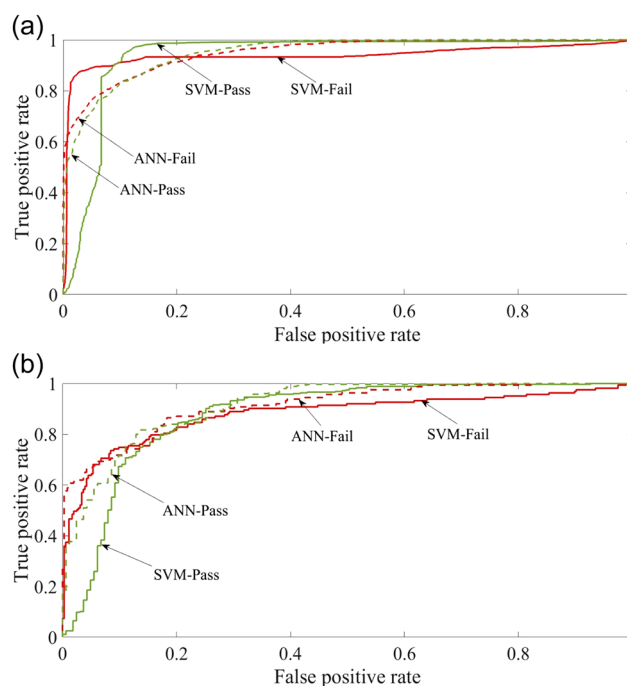 (a)
1
0.8
0.6
0.4
0.2
0
True positive rate
SVM-Pass
SVM-Fail
ANN-Fail
ANN-Pass
0
0.2
0.4
0.6
0.8
False positive rate
(b)
1
0.8
0.6
0.4
0.2
0
True positive rate
ANN-Fail
SVM-Fail
ANN-Pass
SVM-Pass
0
0.2
0.4
0.6
0.8
False positive rate